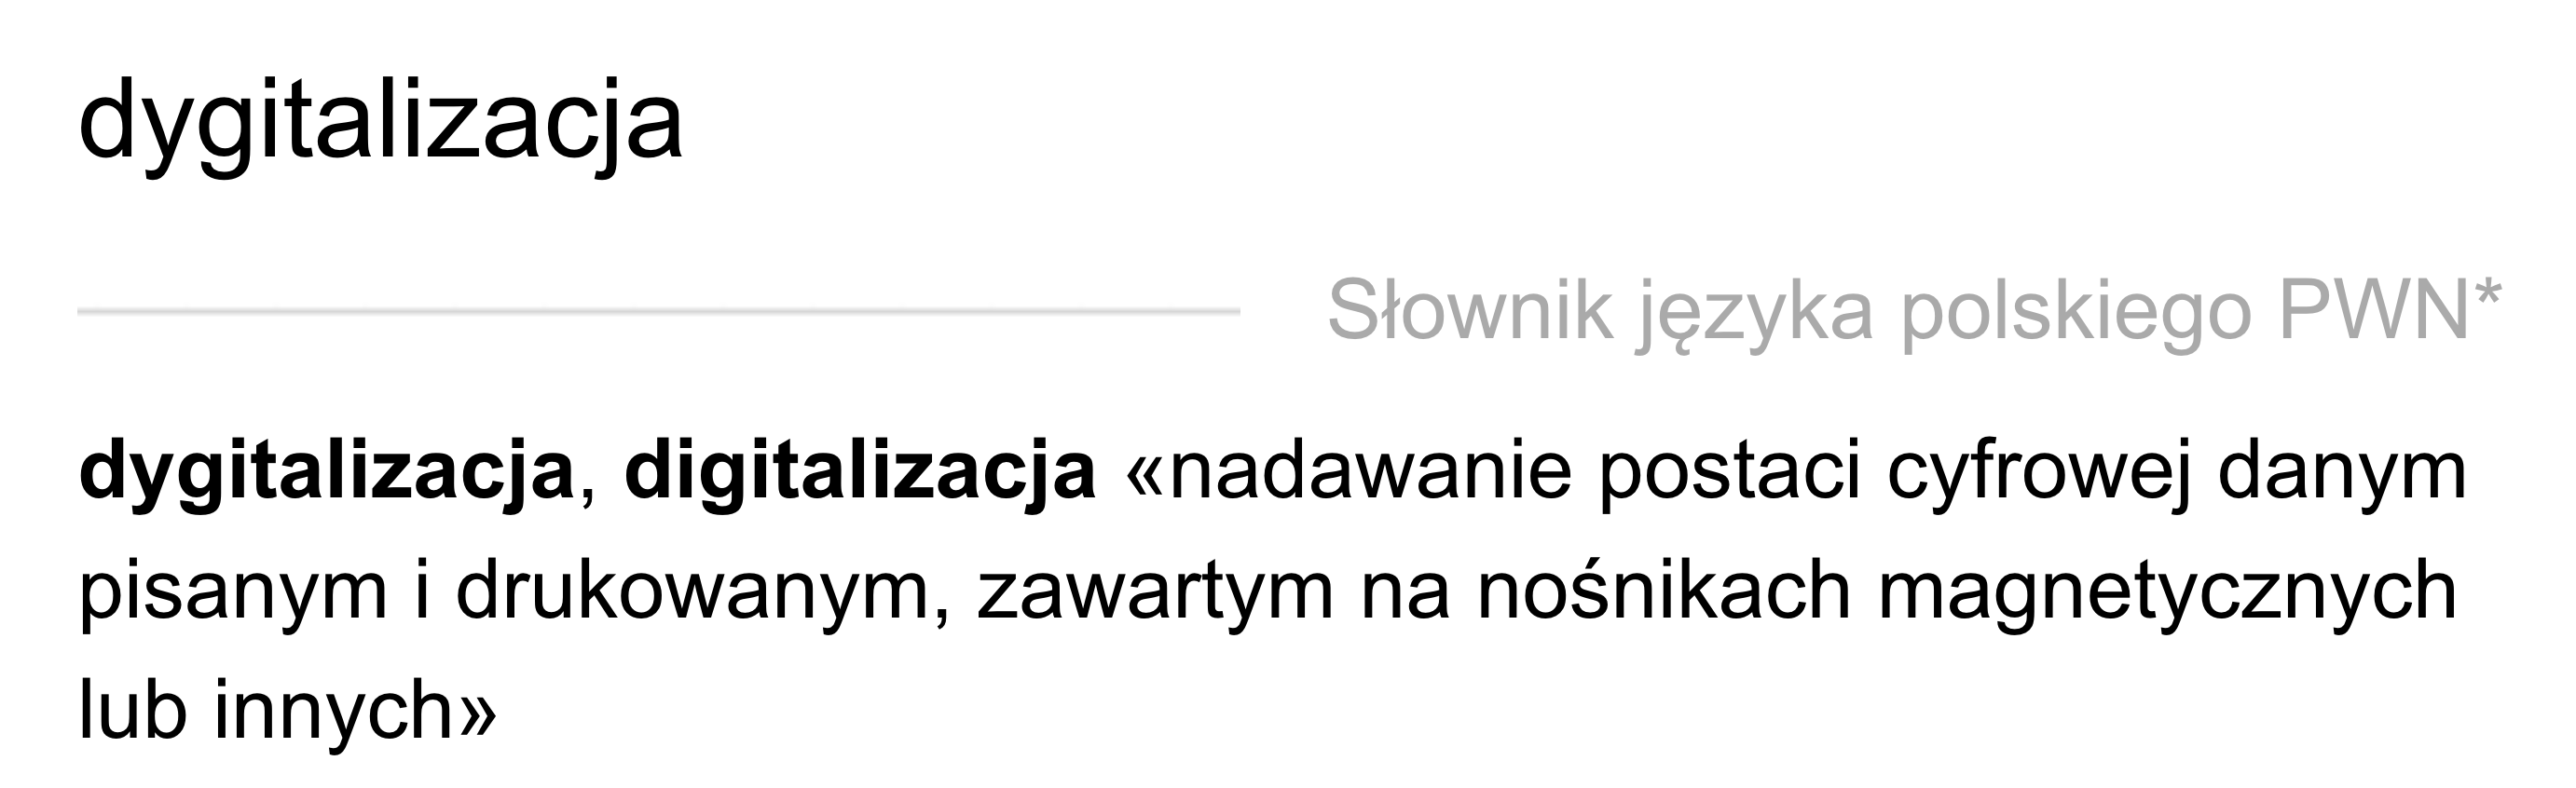 dygitalizacja
Słownik języka polskiego PWN*
dygitalizacja, digitalizacja «nadawanie postaci cyfrowej danym
pisanym i drukowanym, zawartym na nośnikach magnetycznych
lub innych»